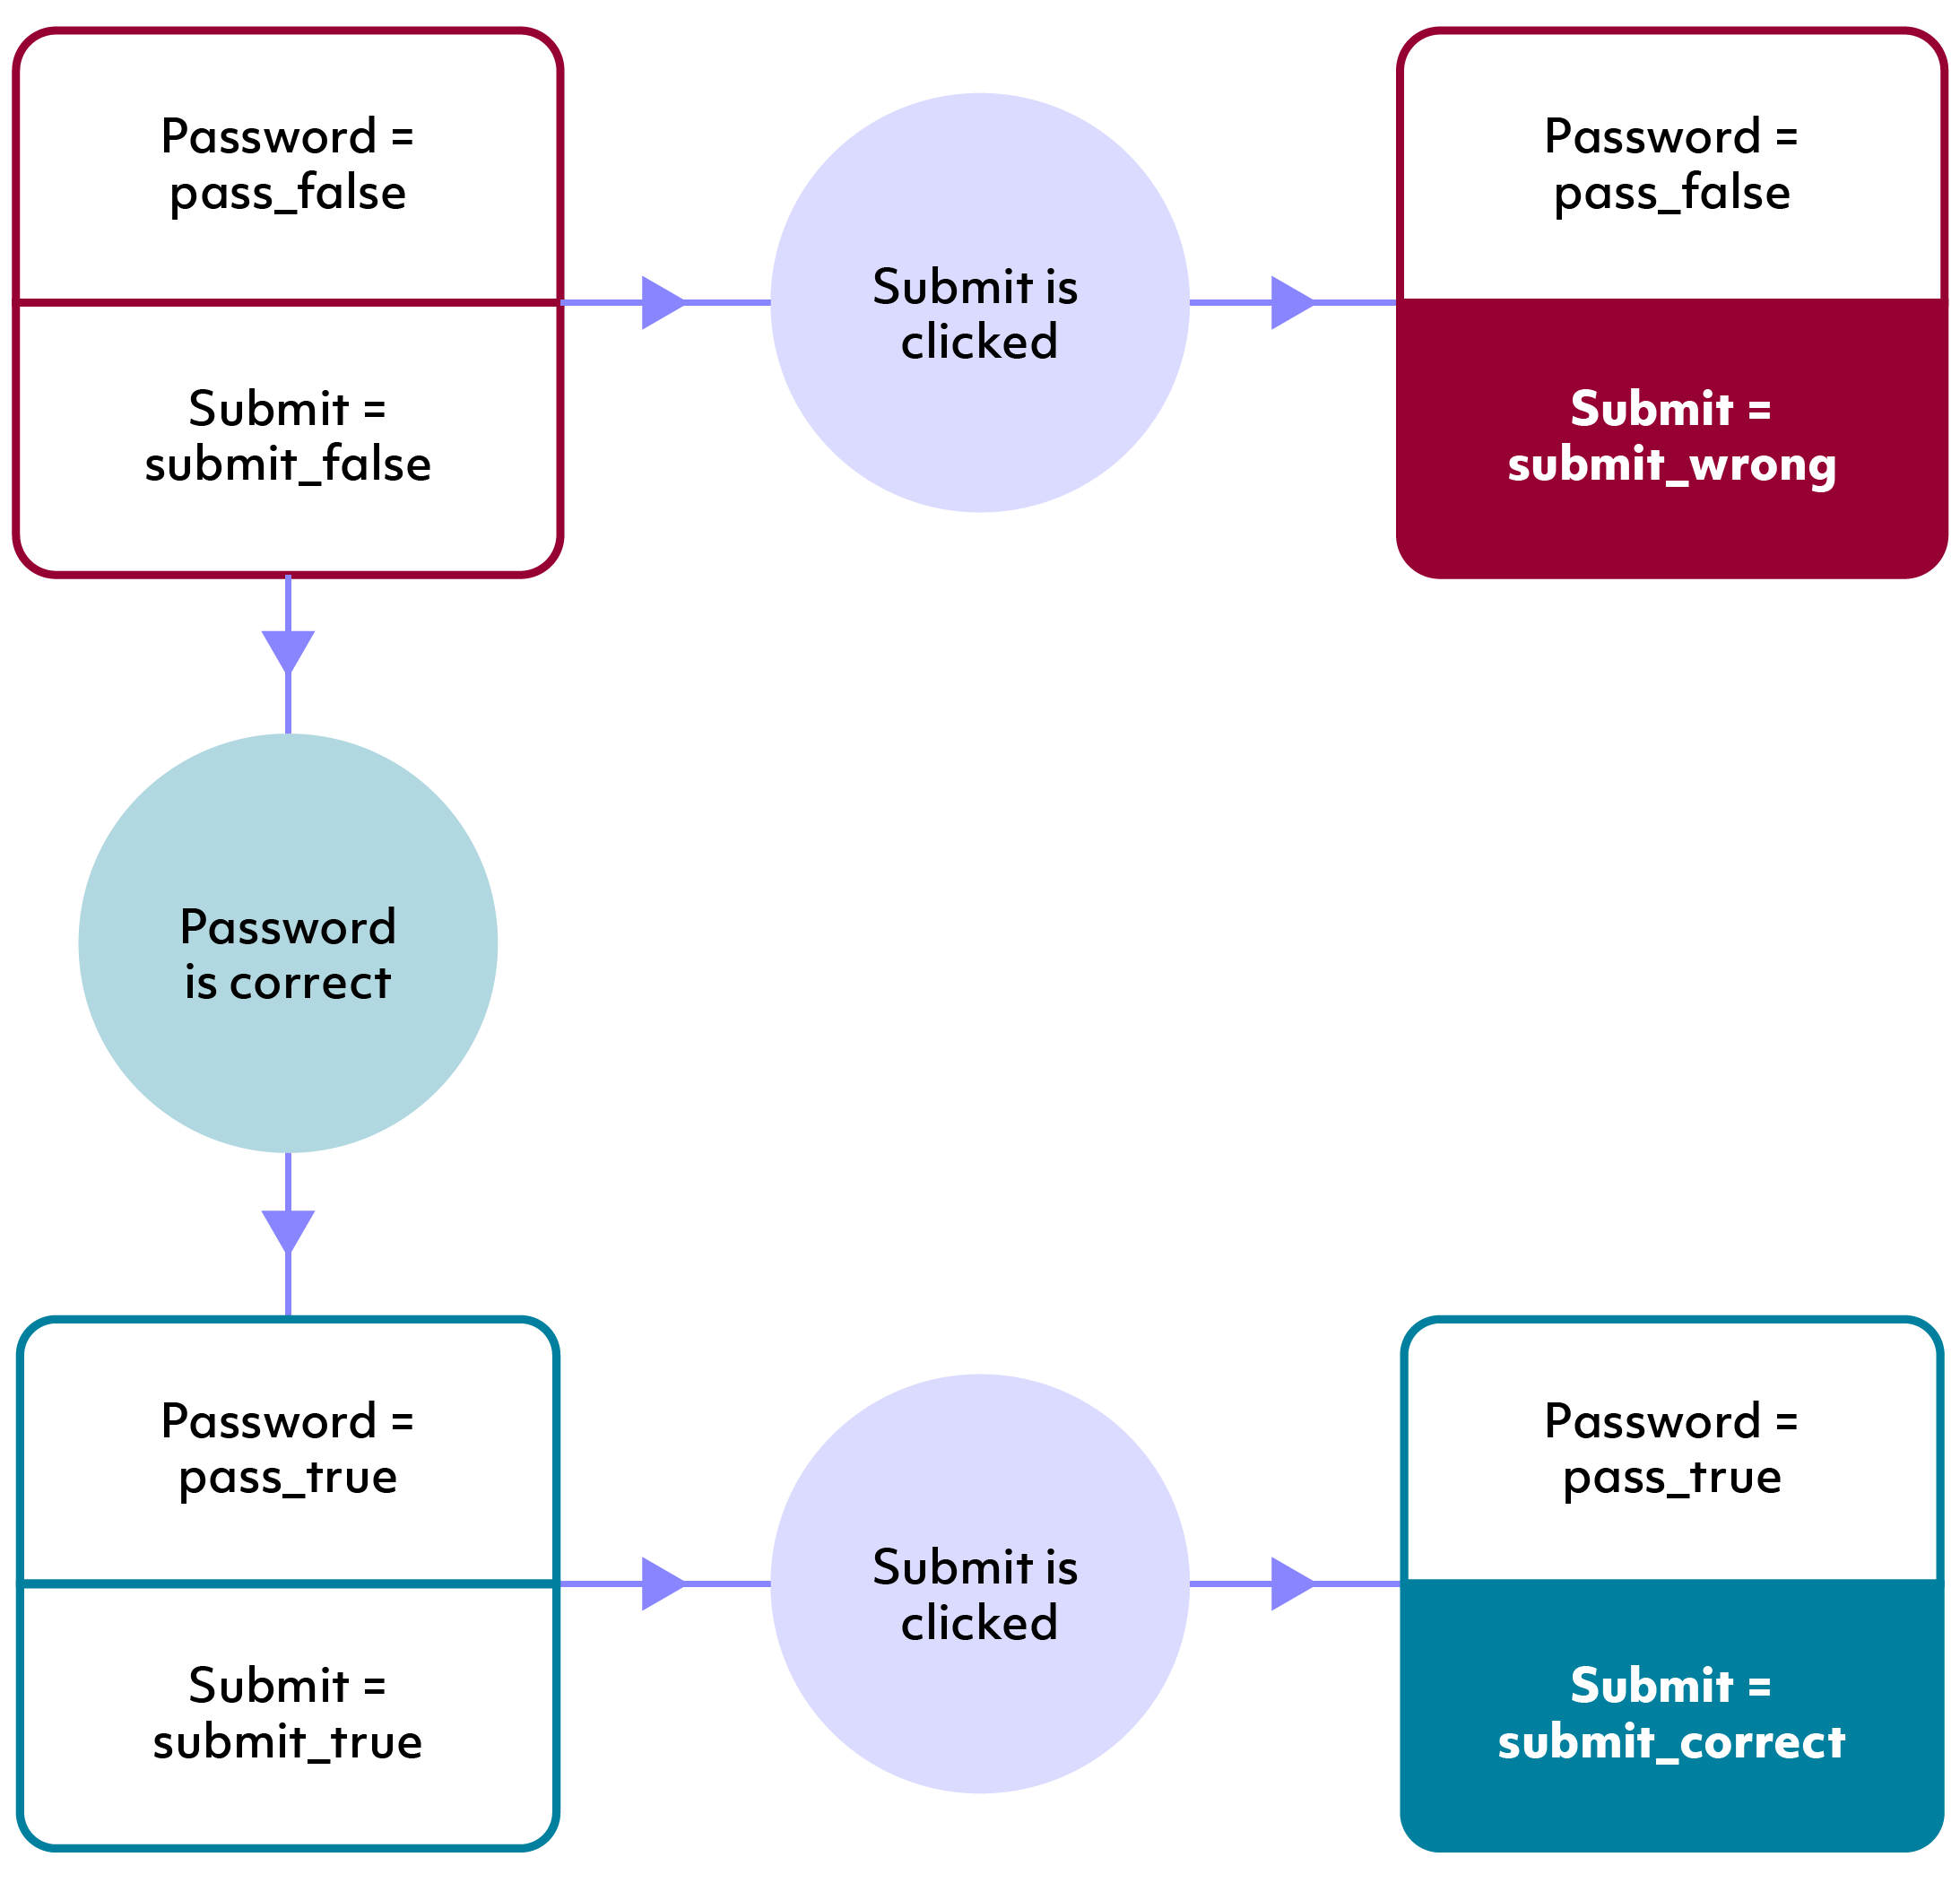 Password =
pass_false
Submit =
submit_false
Submit is
clicked
Password =
pass_false
Submit =
submit_wrong
Password
is correct
Password =
pass_true
Submit =
submit_true
Submit is
clicked
Password =
pass_true
Submit =
submit_correct